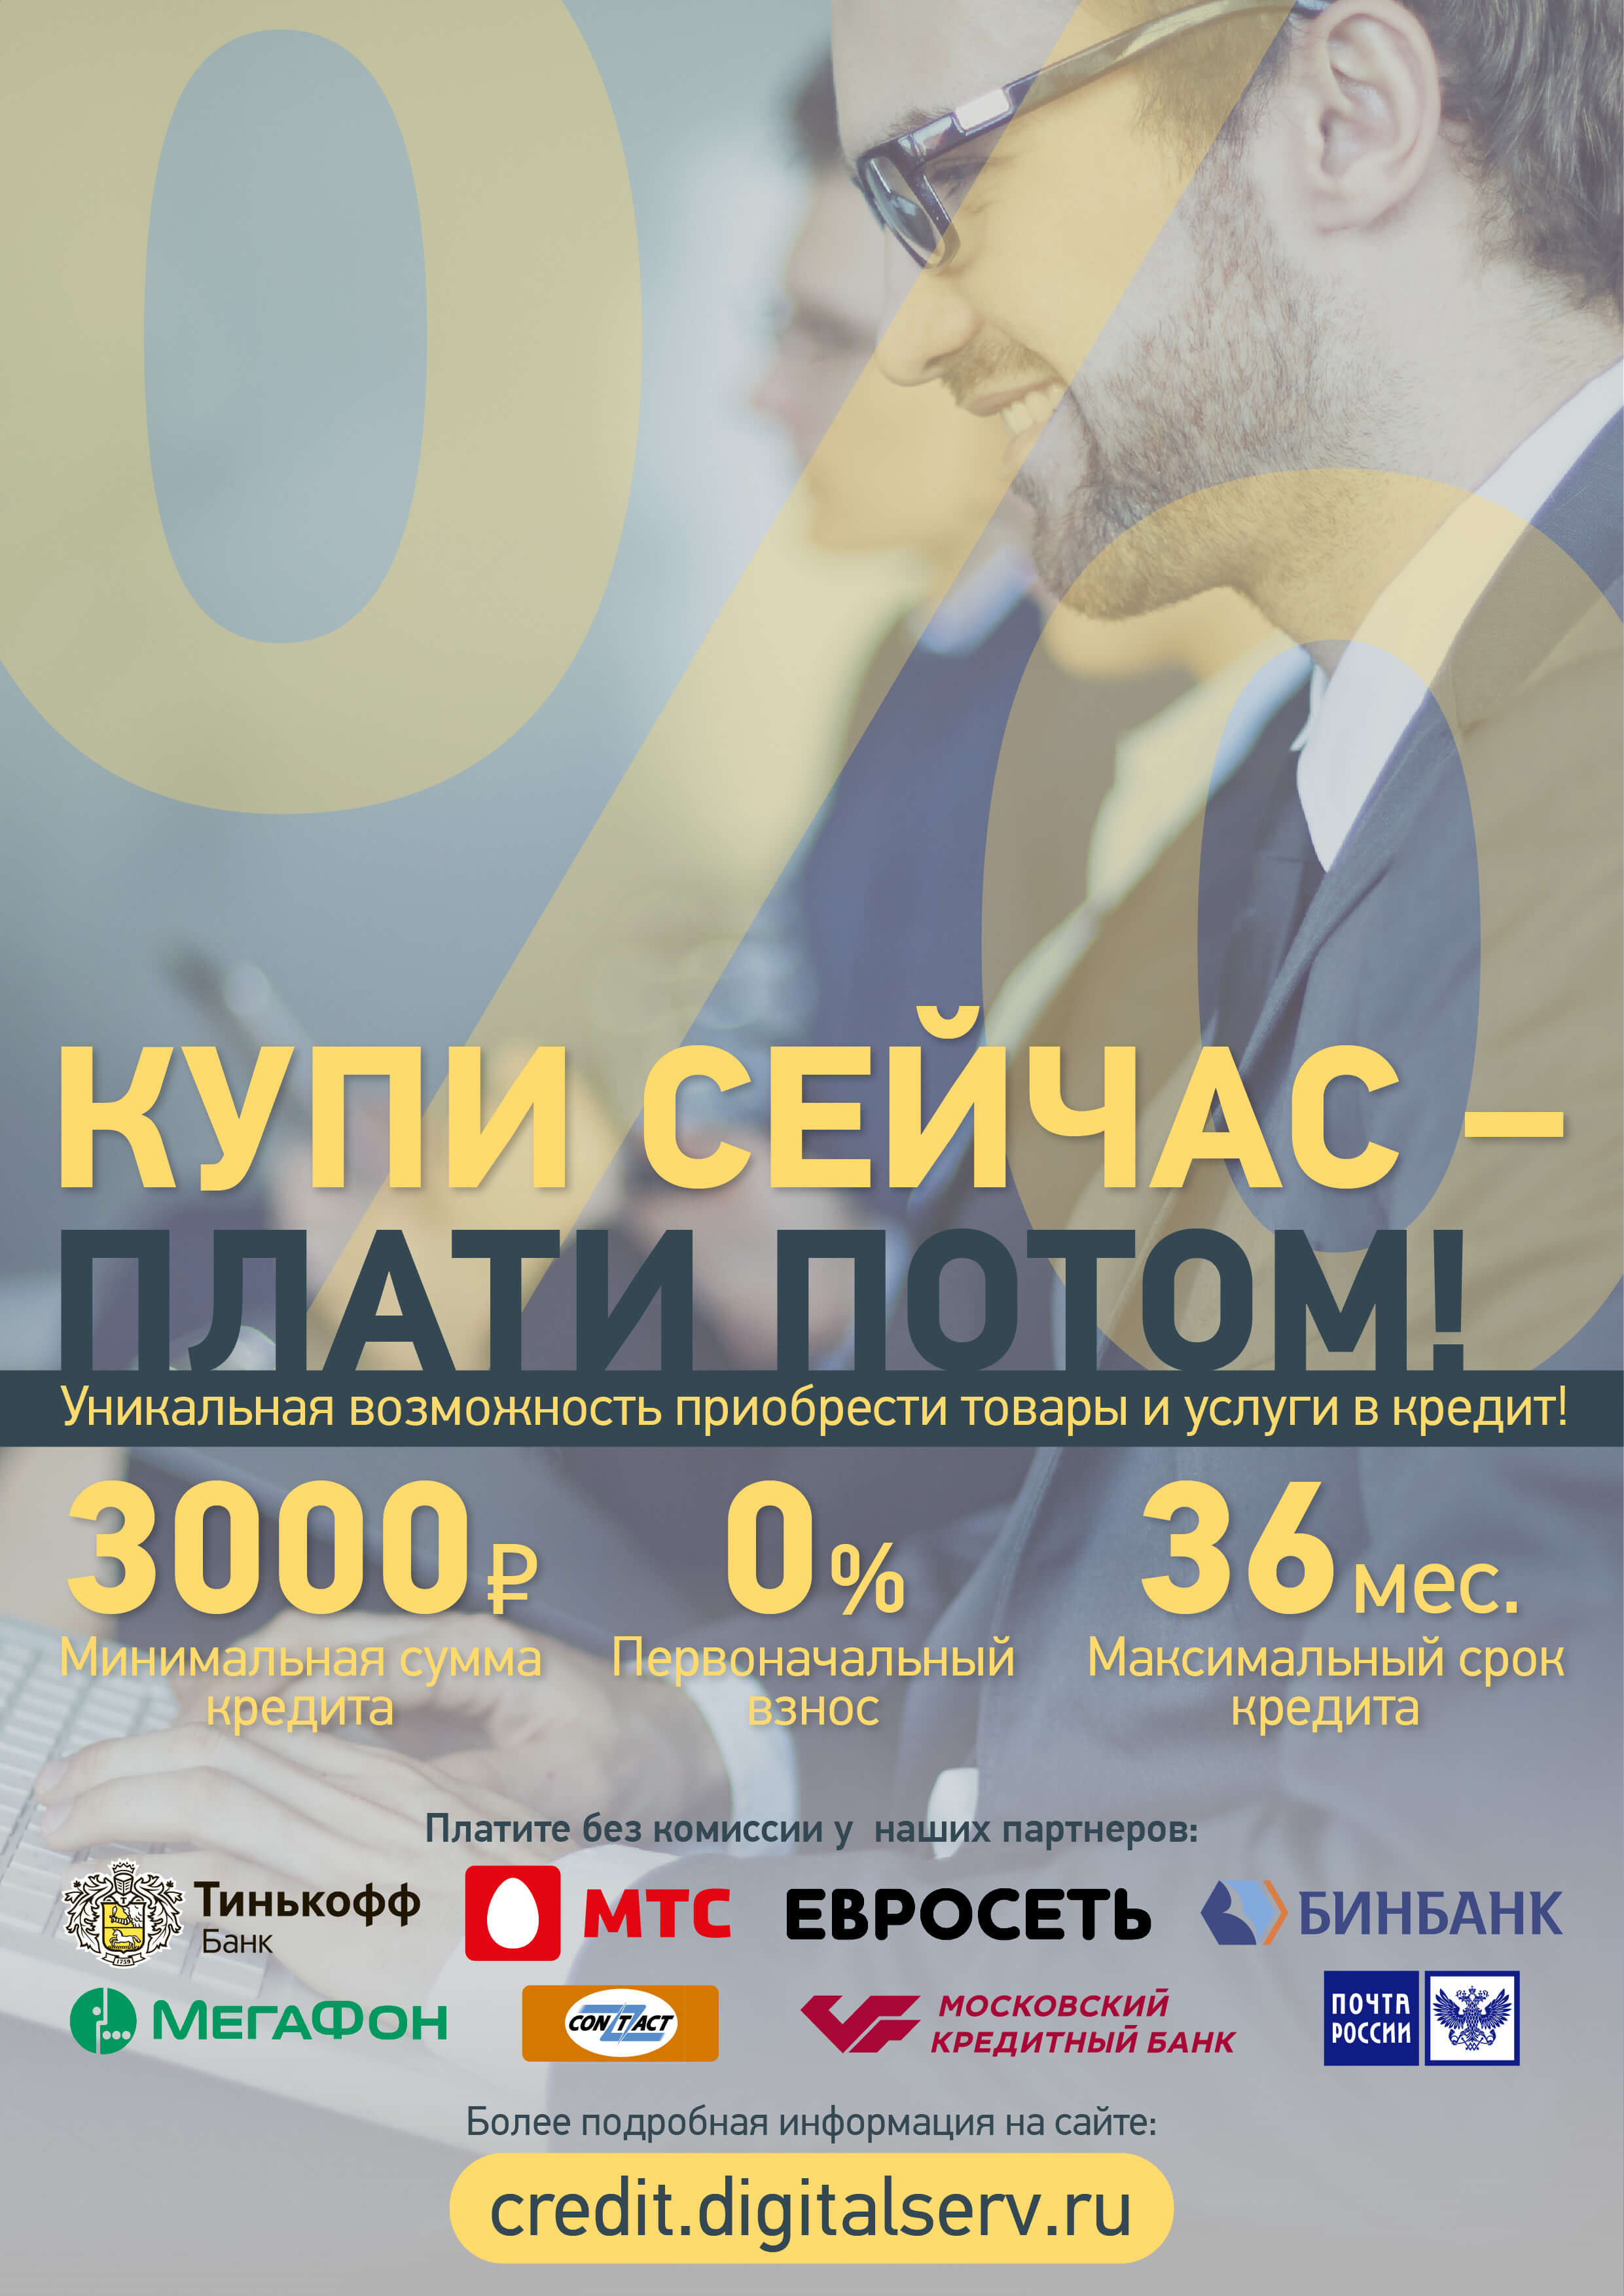 %
КУПИ СЕЙЧАС –
ПЛАТИ ПОТОМ!
Уникальная возможность приобрести товары и услуги в кредит!
3000 ₽ 0 % 36 мес.
Минимальная сумма Первоначальный Максимальный срок
кредита взнос кредита
Платите без комиссии у наших партнеров:
Тинькофф МТС ЕВРОСЕТЬ БИНБАНК
Банк
МЕГАФОН CONTACT МОСКОВСКИЙ ПОЧТА
КРЕДИТНЫЙ БАНК РОССИИ
Более подробная информация на сайте:
credit.digitalserv.ru